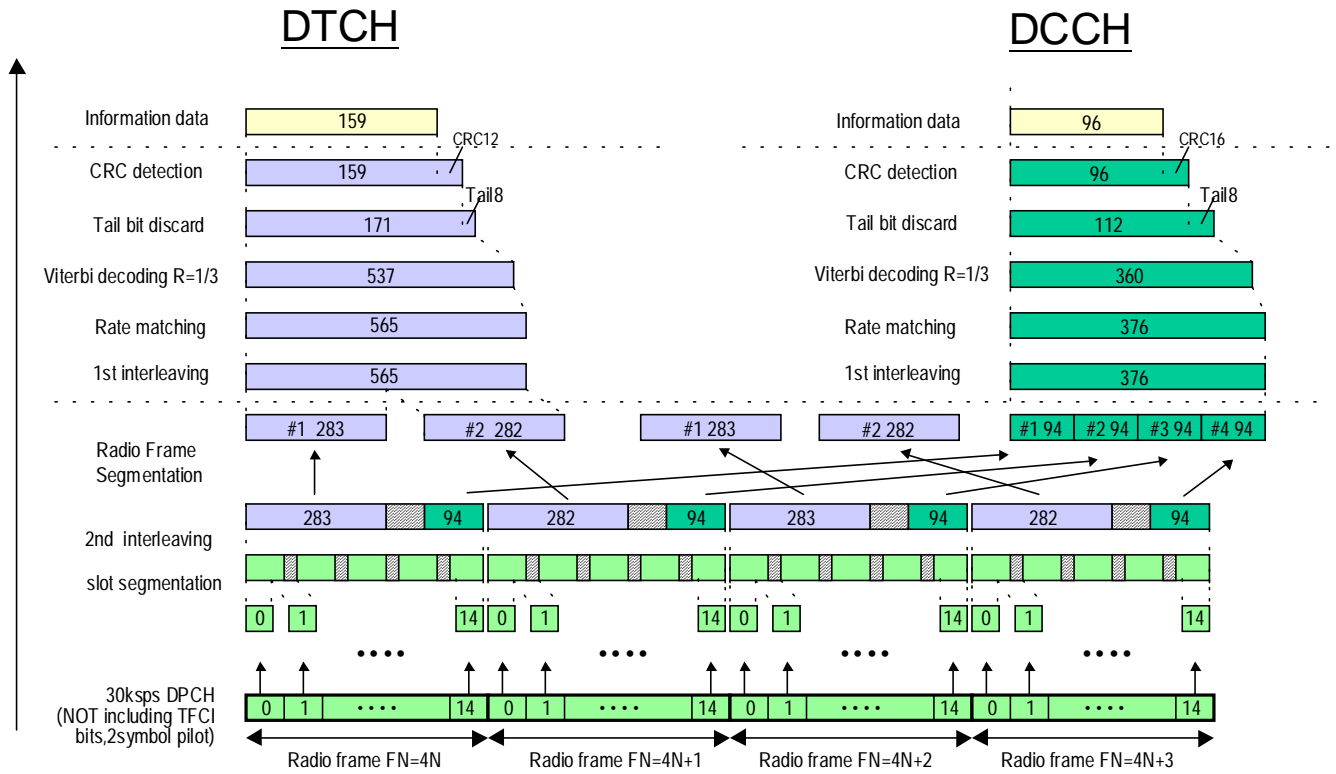 DTCH
DCCH
Information data
159
Information data
96
CRC12
CRC16
CRC detection
159
CRC detection
96
Tail8
Tail8
Tail bit discard
171
Tail bit discard
112
Viterbi decoding R=1/3
537
Viterbi decoding R=1/3
360
Rate matching
565
Rate matching
376
1st interleaving
565
1st interleaving
376
#1 283
#2 282
#1 283
#2 282
#1 94
#2 94
#3 94
#4 94
Radio Frame
Segmentation
283
94
282
94
283
94
282
94
2nd interleaving
slot segmentation
0
1
14
0
1
14
0
1
14
0
1
14
• • • •
• • • •
• • • •
• • • •
30ksps DPCH
(NOT including TFCI
bits,2symbol pilot)
0
1
• • • •
14
0
1
• • • •
14
0
1
• • • •
14
0
1
• • • •
14
Radio frame FN=4N
Radio frame FN=4N+1
Radio frame FN=4N+2
Radio frame FN=4N+3